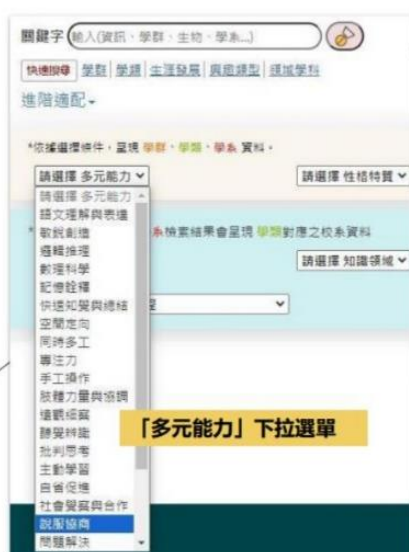 關鍵字 輸入(資訊、學群、生物、學系...)
快速搜尋 學群 學類 生涯發展 興趣類型 領域學科
進階適配
*依據選擇條件，呈現 學群、學類、學系 資料。
請選擇 多元能力 請選擇 性格特質
請選擇 多元能力
語文理解與表達
敏銳創造
* 系檢索結果會呈現 學類 對應之校系資料
邏輯推理
數理科學
請選擇 知識領域
記憶詮釋
快速知覺與總結
空間定向
同時多工
專注力
手工操作
肢體力量與協調
遠觀細察
聽覺辨識
「多元能力」下拉選單
批判思考
主動學習
自省促進
社會覺察與合作
說服協商
問題解決